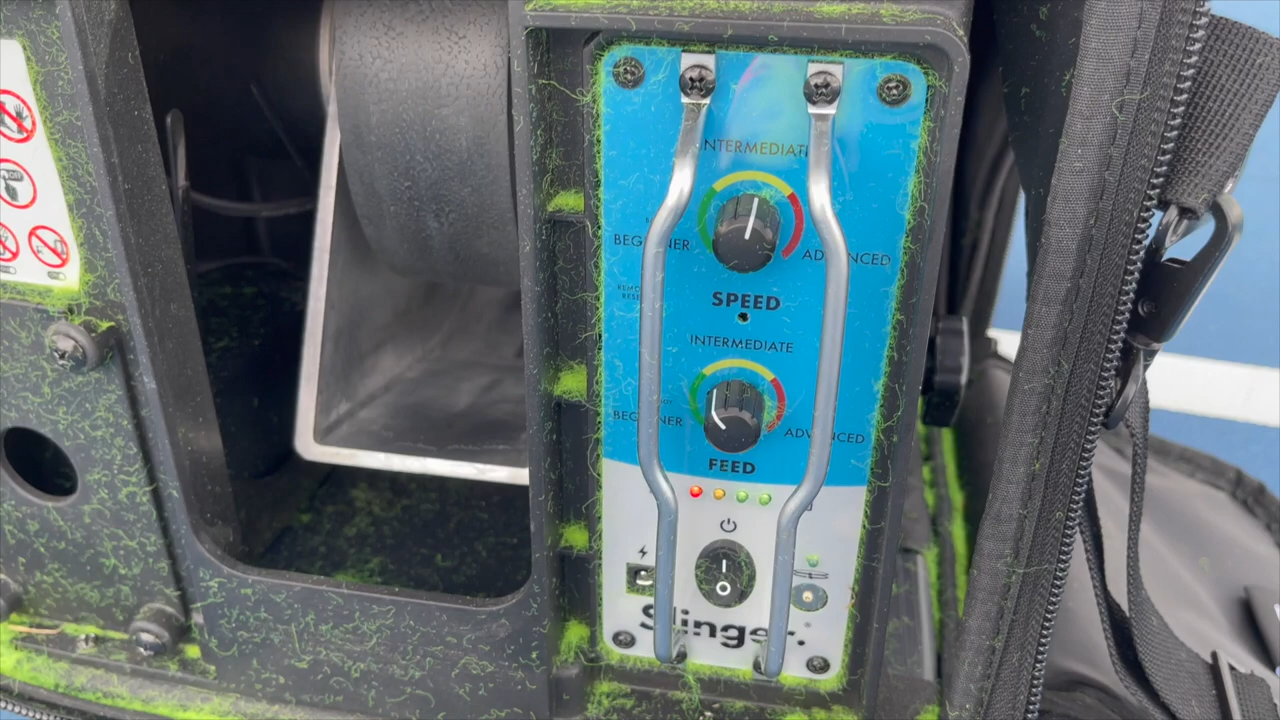 INTERMEDIATE
BEGINNER
ADVANCED
SPEED
INTERMEDIATE
BEGINNER
ADVANCED
FEED
I
O
Slinger.